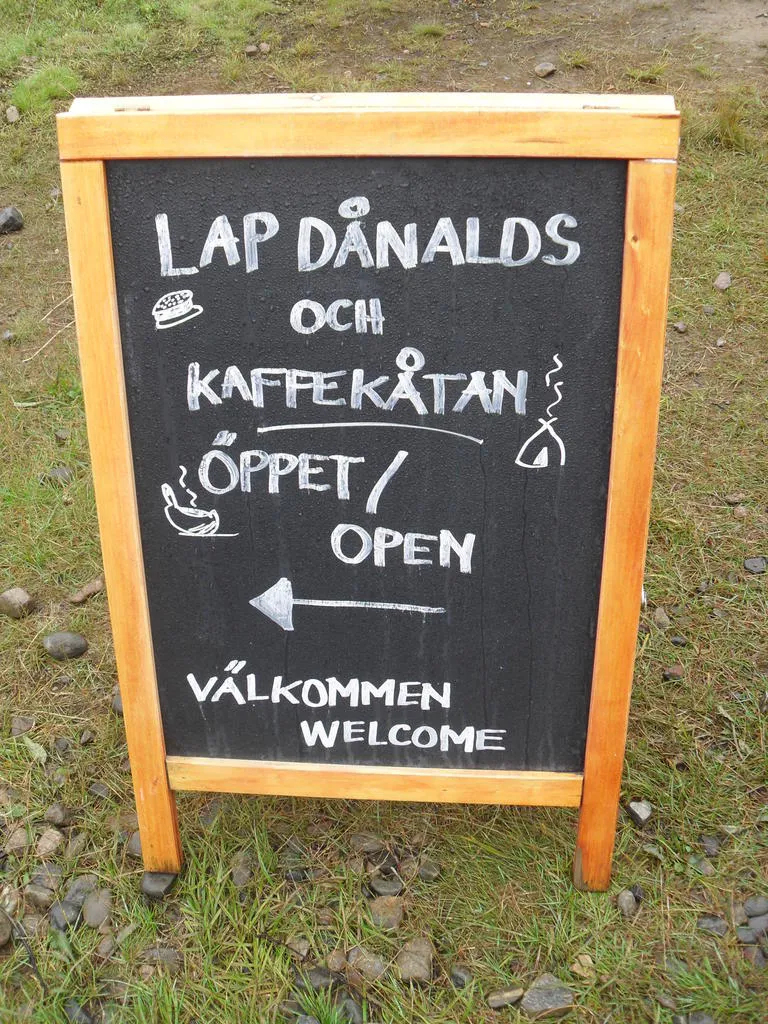 LAP DÅNALDS
OCH
KAFFEKÅTAN
ÖPPET/
OPEN
VÄLKOMMEN
WELCOME